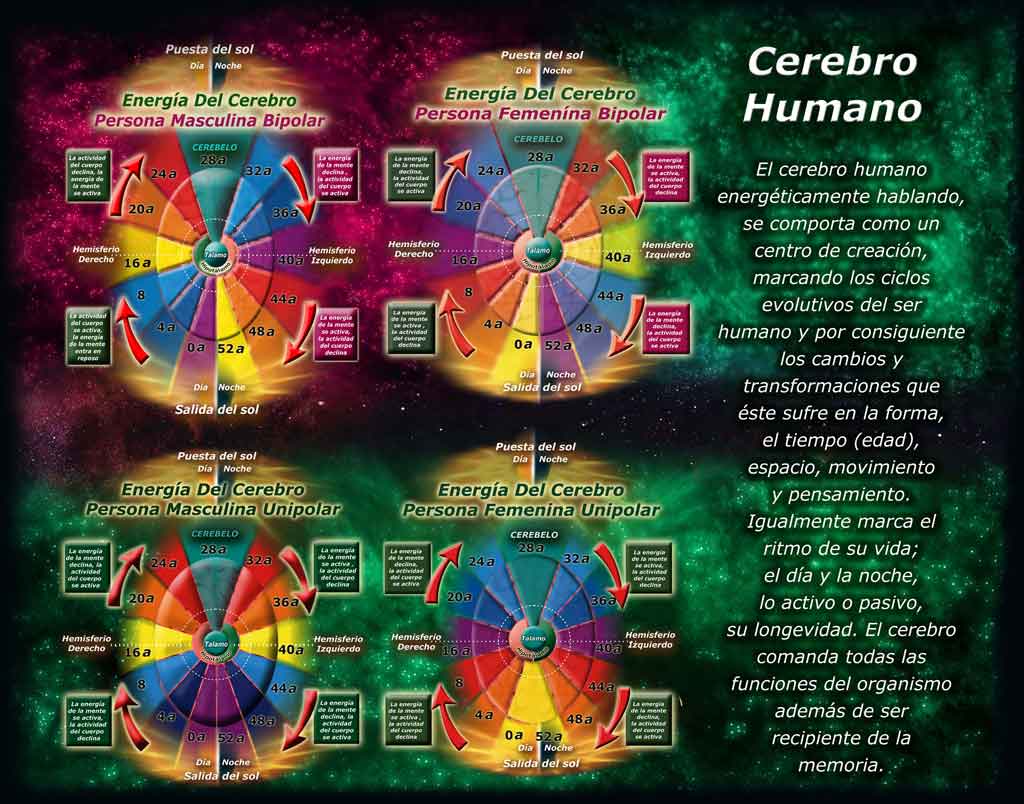 Cerebro
Humano
El cerebro humano
energéticamente hablando,
se comporta como un
centro de creación,
marcando los ciclos
evolutivos del ser
humano y por consiguiente
los cambios y
transformaciones que
éste sufre en la forma,
el tiempo (edad),
espacio, movimiento
y pensamiento.
Igualmente marca el
ritmo de su vida;
el día y la noche,
lo activo o pasivo,
su longevidad. El cerebro
comanda todas las
funciones del organismo
además de ser
recipiente de la
memoria.
Puesta del sol
Día Noche
Energía Del Cerebro
Persona Masculina Bipolar
CEREBELO
28a
24a
32a
20a
36a
16a
40a
8
44a
4a
48a
0a
52a
Hemisferio
Derecho
Hemisferio
Izquierdo
Tálamo
Hipotálamo
La actividad
del cuerpo
declina, la
energía de
la mente
se activa
La energía
de la mente
declina ,
la actividad
del cuerpo
se activa
La actividad
del cuerpo
se activa,
la energía
de la mente
entra en
reposo
La energía
de la mente
se activa,
la actividad
del cuerpo
declina
Día Noche
Salida del sol
Puesta del sol
Día Noche
Energía Del Cerebro
Persona Femenina Bipolar
CEREBELO
28a
24a
32a
20a
36a
16a
40a
8
44a
4a
48a
0a
52a
Hemisferio
Derecho
Hemisferio
Izquierdo
Tálamo
Hipotálamo
La energía
de la mente
declina, la
actividad
del cuerpo
se activa
La energía
de la mente
se activa,
la actividad
del cuerpo
declina
La energía
de la mente
se activa ,
la actividad
del cuerpo
declina
La energía
de la mente
declina,
la actividad
del cuerpo
se activa
Día Noche
Salida del sol
Puesta del sol
Día Noche
Energía Del Cerebro
Persona Masculina Unipolar
CEREBELO
28a
24a
32a
20a
36a
16a
40a
8
44a
4a
48a
0a
52a
Hemisferio
Derecho
Hemisferio
Izquierdo
Tálamo
Hipotálamo
La energía
de la mente
declina, la
actividad
del cuerpo
se activa
La energía
de la mente
se activa ,
la actividad
del cuerpo
declina
La energía
de la mente
se activa,
la actividad
del cuerpo
declina
La energía
de la mente
declina, la
actividad
del cuerpo
se activa
Día Noche
Salida del sol
Puesta del sol
Día Noche
Energía Del Cerebro
Persona Femenina Unipolar
CEREBELO
28a
24a
32a
20a
36a
16a
40a
8
44a
4a
48a
0a
52a
Hemisferio
Derecho
Hemisferio
Izquierdo
Tálamo
Hipotálamo
La energía
de la mente
declina, la
actividad
del cuerpo
se activa
La energía
de la mente
se activa,
la actividad
del cuerpo
declina
La energía
de la mente
se activa ,
la actividad
del cuerpo
declina
La energía
de la mente
declina,
la actividad
del cuerpo
se activa
Día Noche
Salida del sol